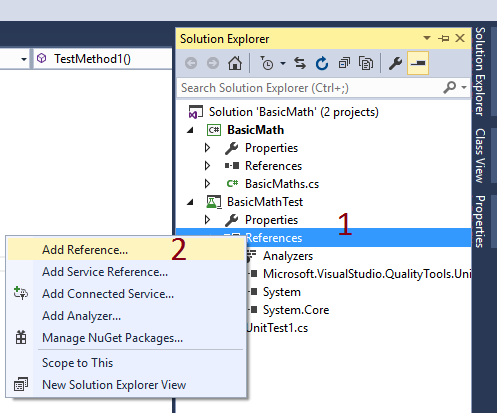 Solution Explorer
TestMethod1()
Search Solution Explorer (Ctrl+;)
Solution 'BasicMath' (2 projects)
C# BasicMath
Properties
References
C# BasicMaths.cs
BasicMathTest
Properties
1
References
Analyzers
Microsoft.VisualStudio.QualityTools.Uni
System
System.Core
UnitTest1.cs
Add Reference...
2
Add Service Reference...
Add Connected Service...
Add Analyzer...
Manage NuGet Packages...
Scope to This
New Solution Explorer View
Solution Explorer
Class View
Properties